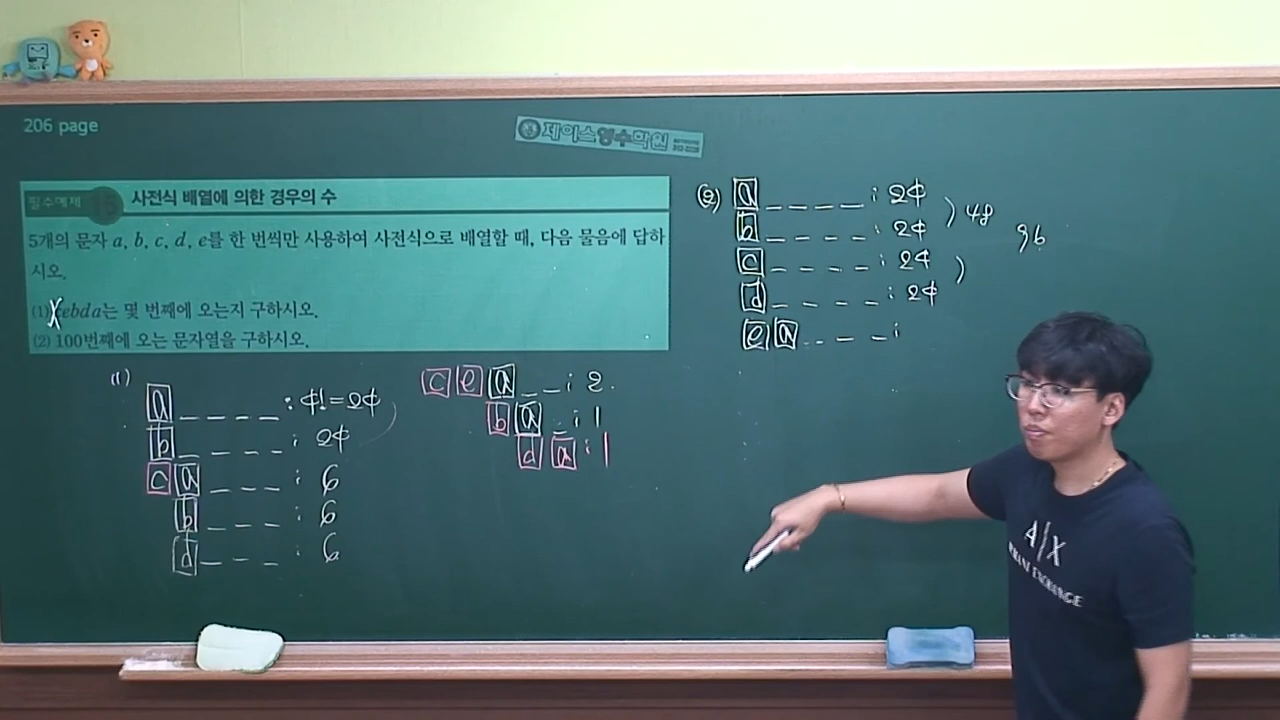 206 page
제이스영수학원
필수예제 15 사전식 배열에 의한 경우의 수
5개의 문자 a, b, c, d, e를 한 번씩만 사용하여 사전식으로 배열할 때, 다음 물음에 답하
시오.
(1) cebda는 몇 번째에 오는지 구하시오.
(2) 100번째에 오는 문자열을 구하시오.
(1)
a _ _ _ _ : 4! = 24
b _ _ _ _ : 24
c a _ _ _ : 6
b _ _ _ : 6
d _ _ _ : 6
c e a _ _ : 2
b a _ : 1
d a : 1
(2)
a _ _ _ _ : 24
b _ _ _ _ : 24
) 48
c _ _ _ _ : 24
d _ _ _ _ : 24
)
96
e a _ _ _ :
A|X
ARMANI EXCHANGE